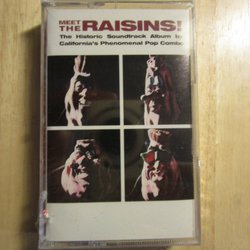 MEET
THE RAISINS!
The Historic Soundtrack Album by
California's Phenomenal Pop Combo